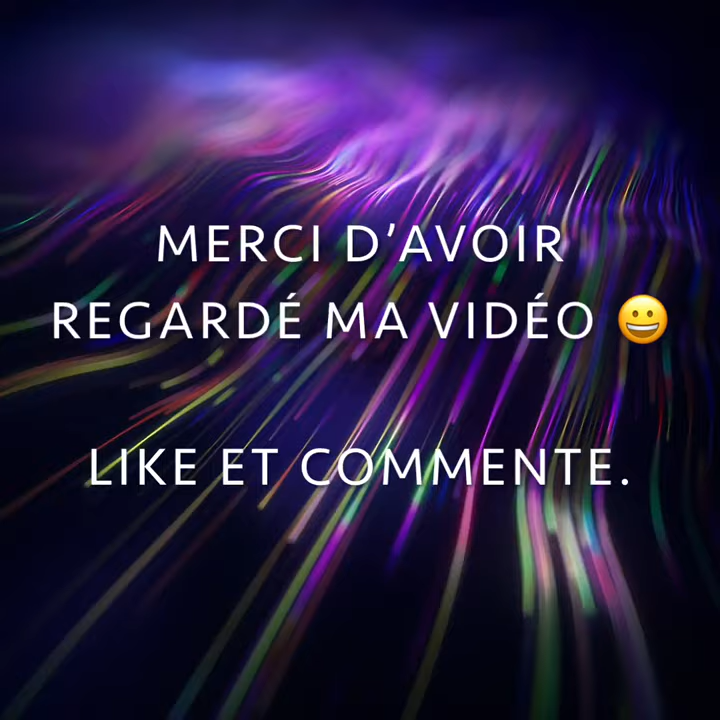 MERCI D’AVOIR
REGARDÉ MA VIDÉO 😀
LIKE ET COMMENTE.